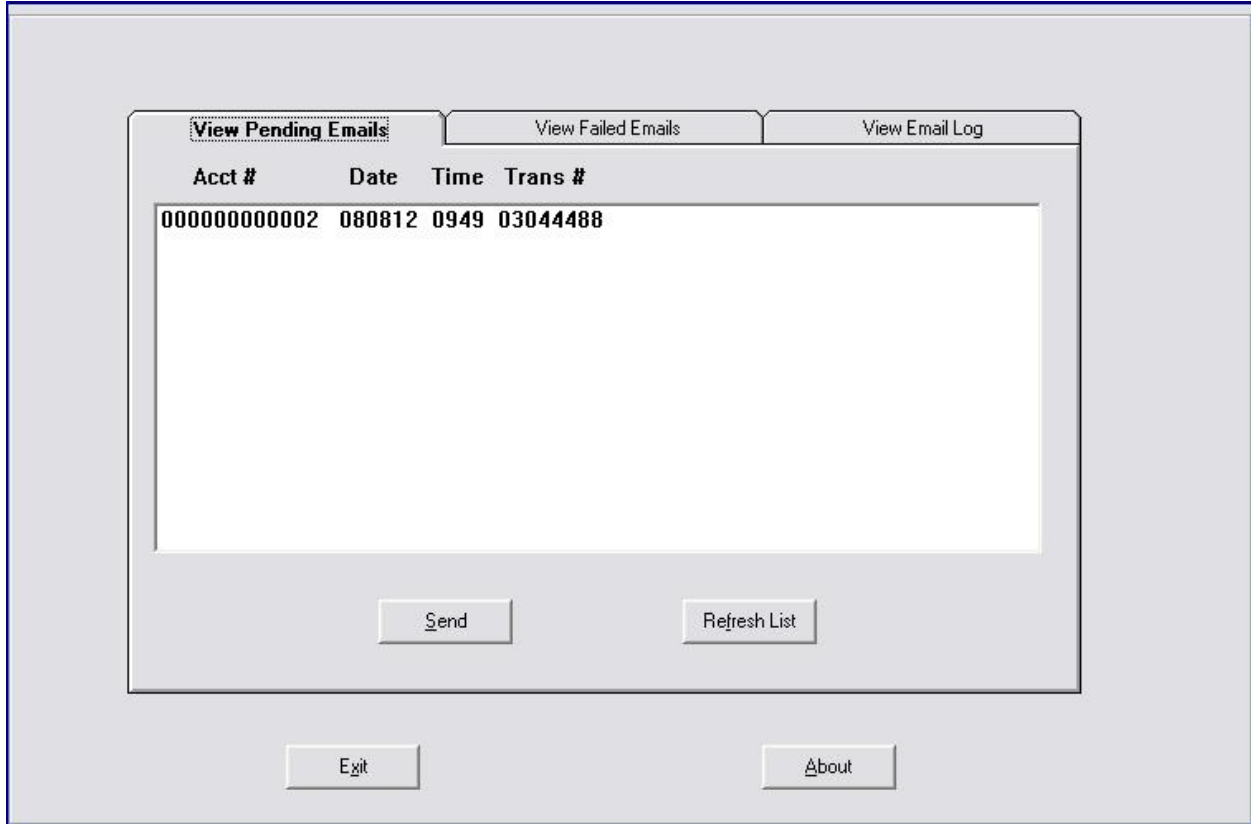 View Pending Emails View Failed Emails View Email Log
Acct # Date Time Trans #
000000000002 080812 0949 03044488
Send Refresh List
Exit About